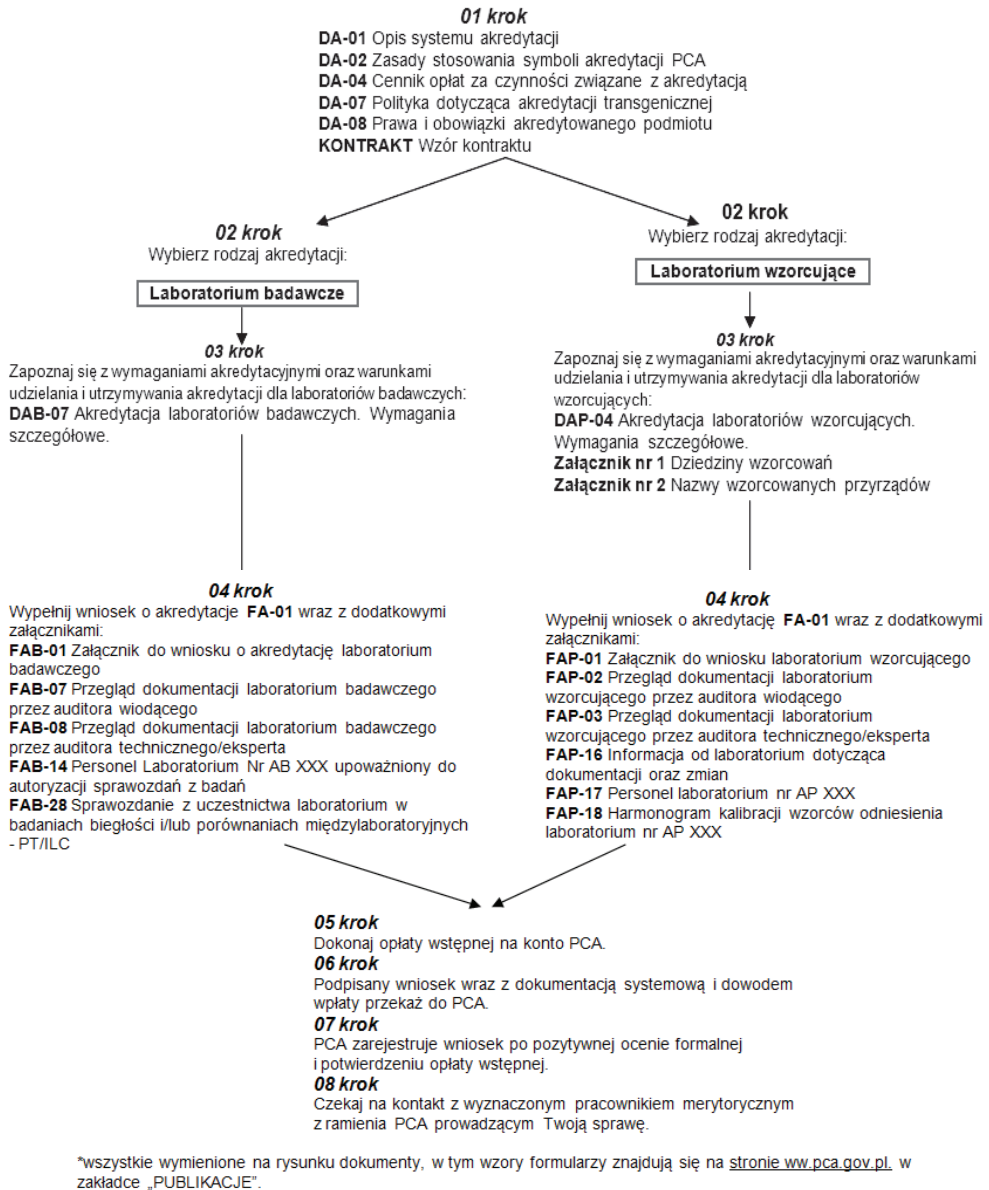 01 krok
DA-01 Opis systemu akredytacji
DA-02 Zasady stosowania symboli akredytacji PCA
DA-04 Cennik opłat za czynności związane z akredytacją
DA-07 Polityka dotycząca akredytacji transgenicznej
DA-08 Prawa i obowiązki akredytowanego podmiotu
KONTRAKT Wzór kontraktu
02 krok
Wybierz rodzaj akredytacji:
Laboratorium badawcze
03 krok
Zapoznaj się z wymaganiami akredytacyjnymi oraz warunkami
udzielania i utrzymywania akredytacji dla laboratoriów badawczych:
DAB-07 Akredytacja laboratoriów badawczych. Wymagania
szczegółowe.
04 krok
Wypełnij wniosek o akredytacje FA-01 wraz z dodatkowymi
załącznikami:
FAB-01 Załącznik do wniosku o akredytację laboratorium
badawczego
FAB-07 Przegląd dokumentacji laboratorium badawczego
przez auditora wiodącego
FAB-08 Przegląd dokumentacji laboratorium badawczego
przez auditora technicznego/eksperta
FAB-14 Personel Laboratorium Nr AB XXX upoważniony do
autoryzacji sprawozdań z badań
FAB-28 Sprawozdanie z uczestnictwa laboratorium w
badaniach biegłości i/lub porównaniach międzylaboratoryjnych
- PT/ILC
02 krok
Wybierz rodzaj akredytacji:
Laboratorium wzorcujące
03 krok
Zapoznaj się z wymaganiami akredytacyjnymi oraz warunkami
udzielania i utrzymywania akredytacji dla laboratoriów
wzorcujących:
DAP-04 Akredytacja laboratoriów wzorcujących.
Wymagania szczegółowe.
Załącznik nr 1 Dziedziny wzorcowań
Załącznik nr 2 Nazwy wzorcowanych przyrządów
04 krok
Wypełnij wniosek o akredytację FA-01 wraz z dodatkowymi
załącznikami:
FAP-01 Załącznik do wniosku laboratorium wzorcującego
FAP-02 Przegląd dokumentacji laboratorium
wzorcującego przez auditora wiodącego
FAP-03 Przegląd dokumentacji laboratorium
wzorcującego przez auditora technicznego/eksperta
FAP-16 Informacja od laboratorium dotycząca
dokumentacji oraz zmian
FAP-17 Personel laboratorium nr AP XXX
FAP-18 Harmonogram kalibracji wzorców odniesienia
laboratorium nr AP XXX
05 krok
Dokonaj opłaty wstępnej na konto PCA.
06 krok
Podpisany wniosek wraz z dokumentacją systemową i dowodem
wpłaty przekaż do PCA.
07 krok
PCA zarejestruje wniosek po pozytywnej ocenie formalnej
i potwierdzeniu opłaty wstępnej.
08 krok
Czekaj na kontakt z wyznaczonym pracownikiem merytorycznym
z ramienia PCA prowadzącym Twoją sprawę.
*wszystkie wymienione na rysunku dokumenty, w tym wzory formularzy znajdują się na stronie ww.pca.gov.pl. w
zakładce „PUBLIKACJE”.